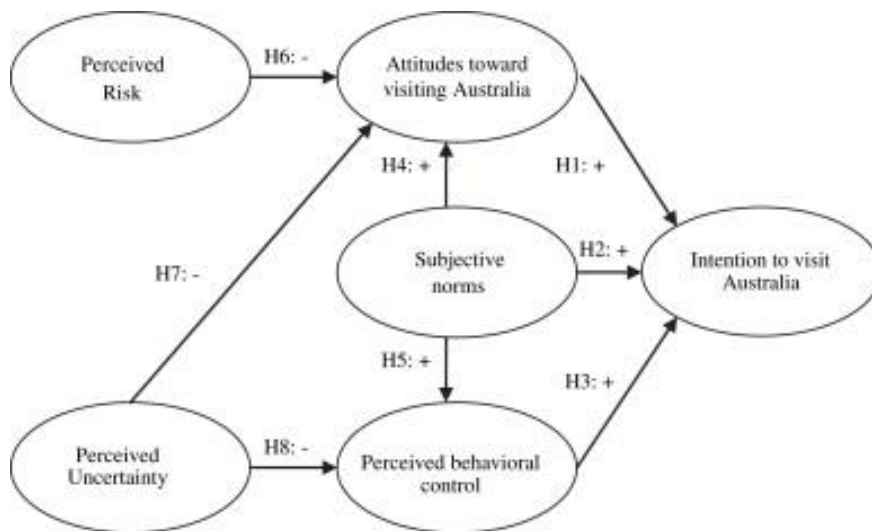 Perceived
Risk
H6: -
Attitudes toward
visiting Australia
H4: +
H1: +
H7: -
Subjective
norms
H2: +
Intention to visit
Australia
H5: +
H3: +
Perceived
Uncertainty
H8: -
Perceived behavioral
control